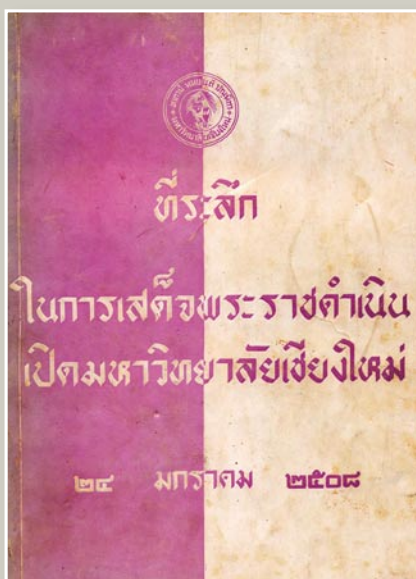 ที่ระลึก
ในการเสด็จพระราชดำเนิน
เปิดมหาวิทยาลัยเชียงใหม่
๒๔ มกราคม ๒๕๐๘